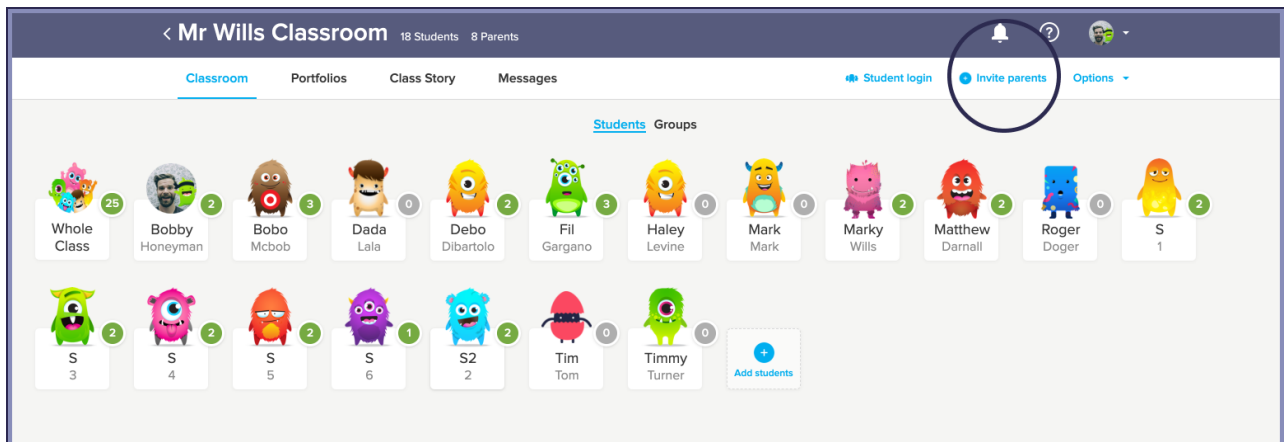 < Mr Wills Classroom 18 Students 8 Parents
?
Classroom Portfolios Class Story Messages Student login Invite parents Options
Students Groups
25 2 3 0 2 3 0 0 2 2 0 2
Whole Class Bobby Bobo Dada Debo Fil Haley Mark Marky Matthew Roger S
Honeyman Mcbob Lala Dibartolo Gargano Levine Mark Wills Darnall Doger 1
2 2 2 1 2 0 0
S S S S S2 Tim Timmy Add students
3 4 5 6 2 Tom Turner